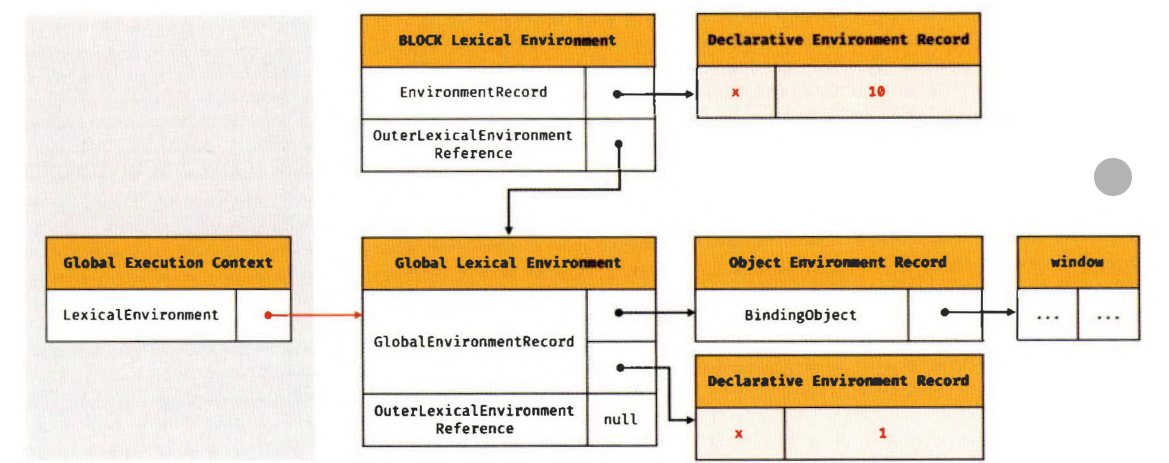 BLOCK Lexical Environment
EnvironmentRecord
OuterLexicalEnvironment
Reference
Declarative Environment Record
x 10
Global Execution Context
LexicalEnvironment
Global Lexical Environment
GlobalEnvironmentRecord
OuterLexicalEnvironment
Reference
null
Object Environment Record
BindingObject
window
... ...
Declarative Environment Record
x 1